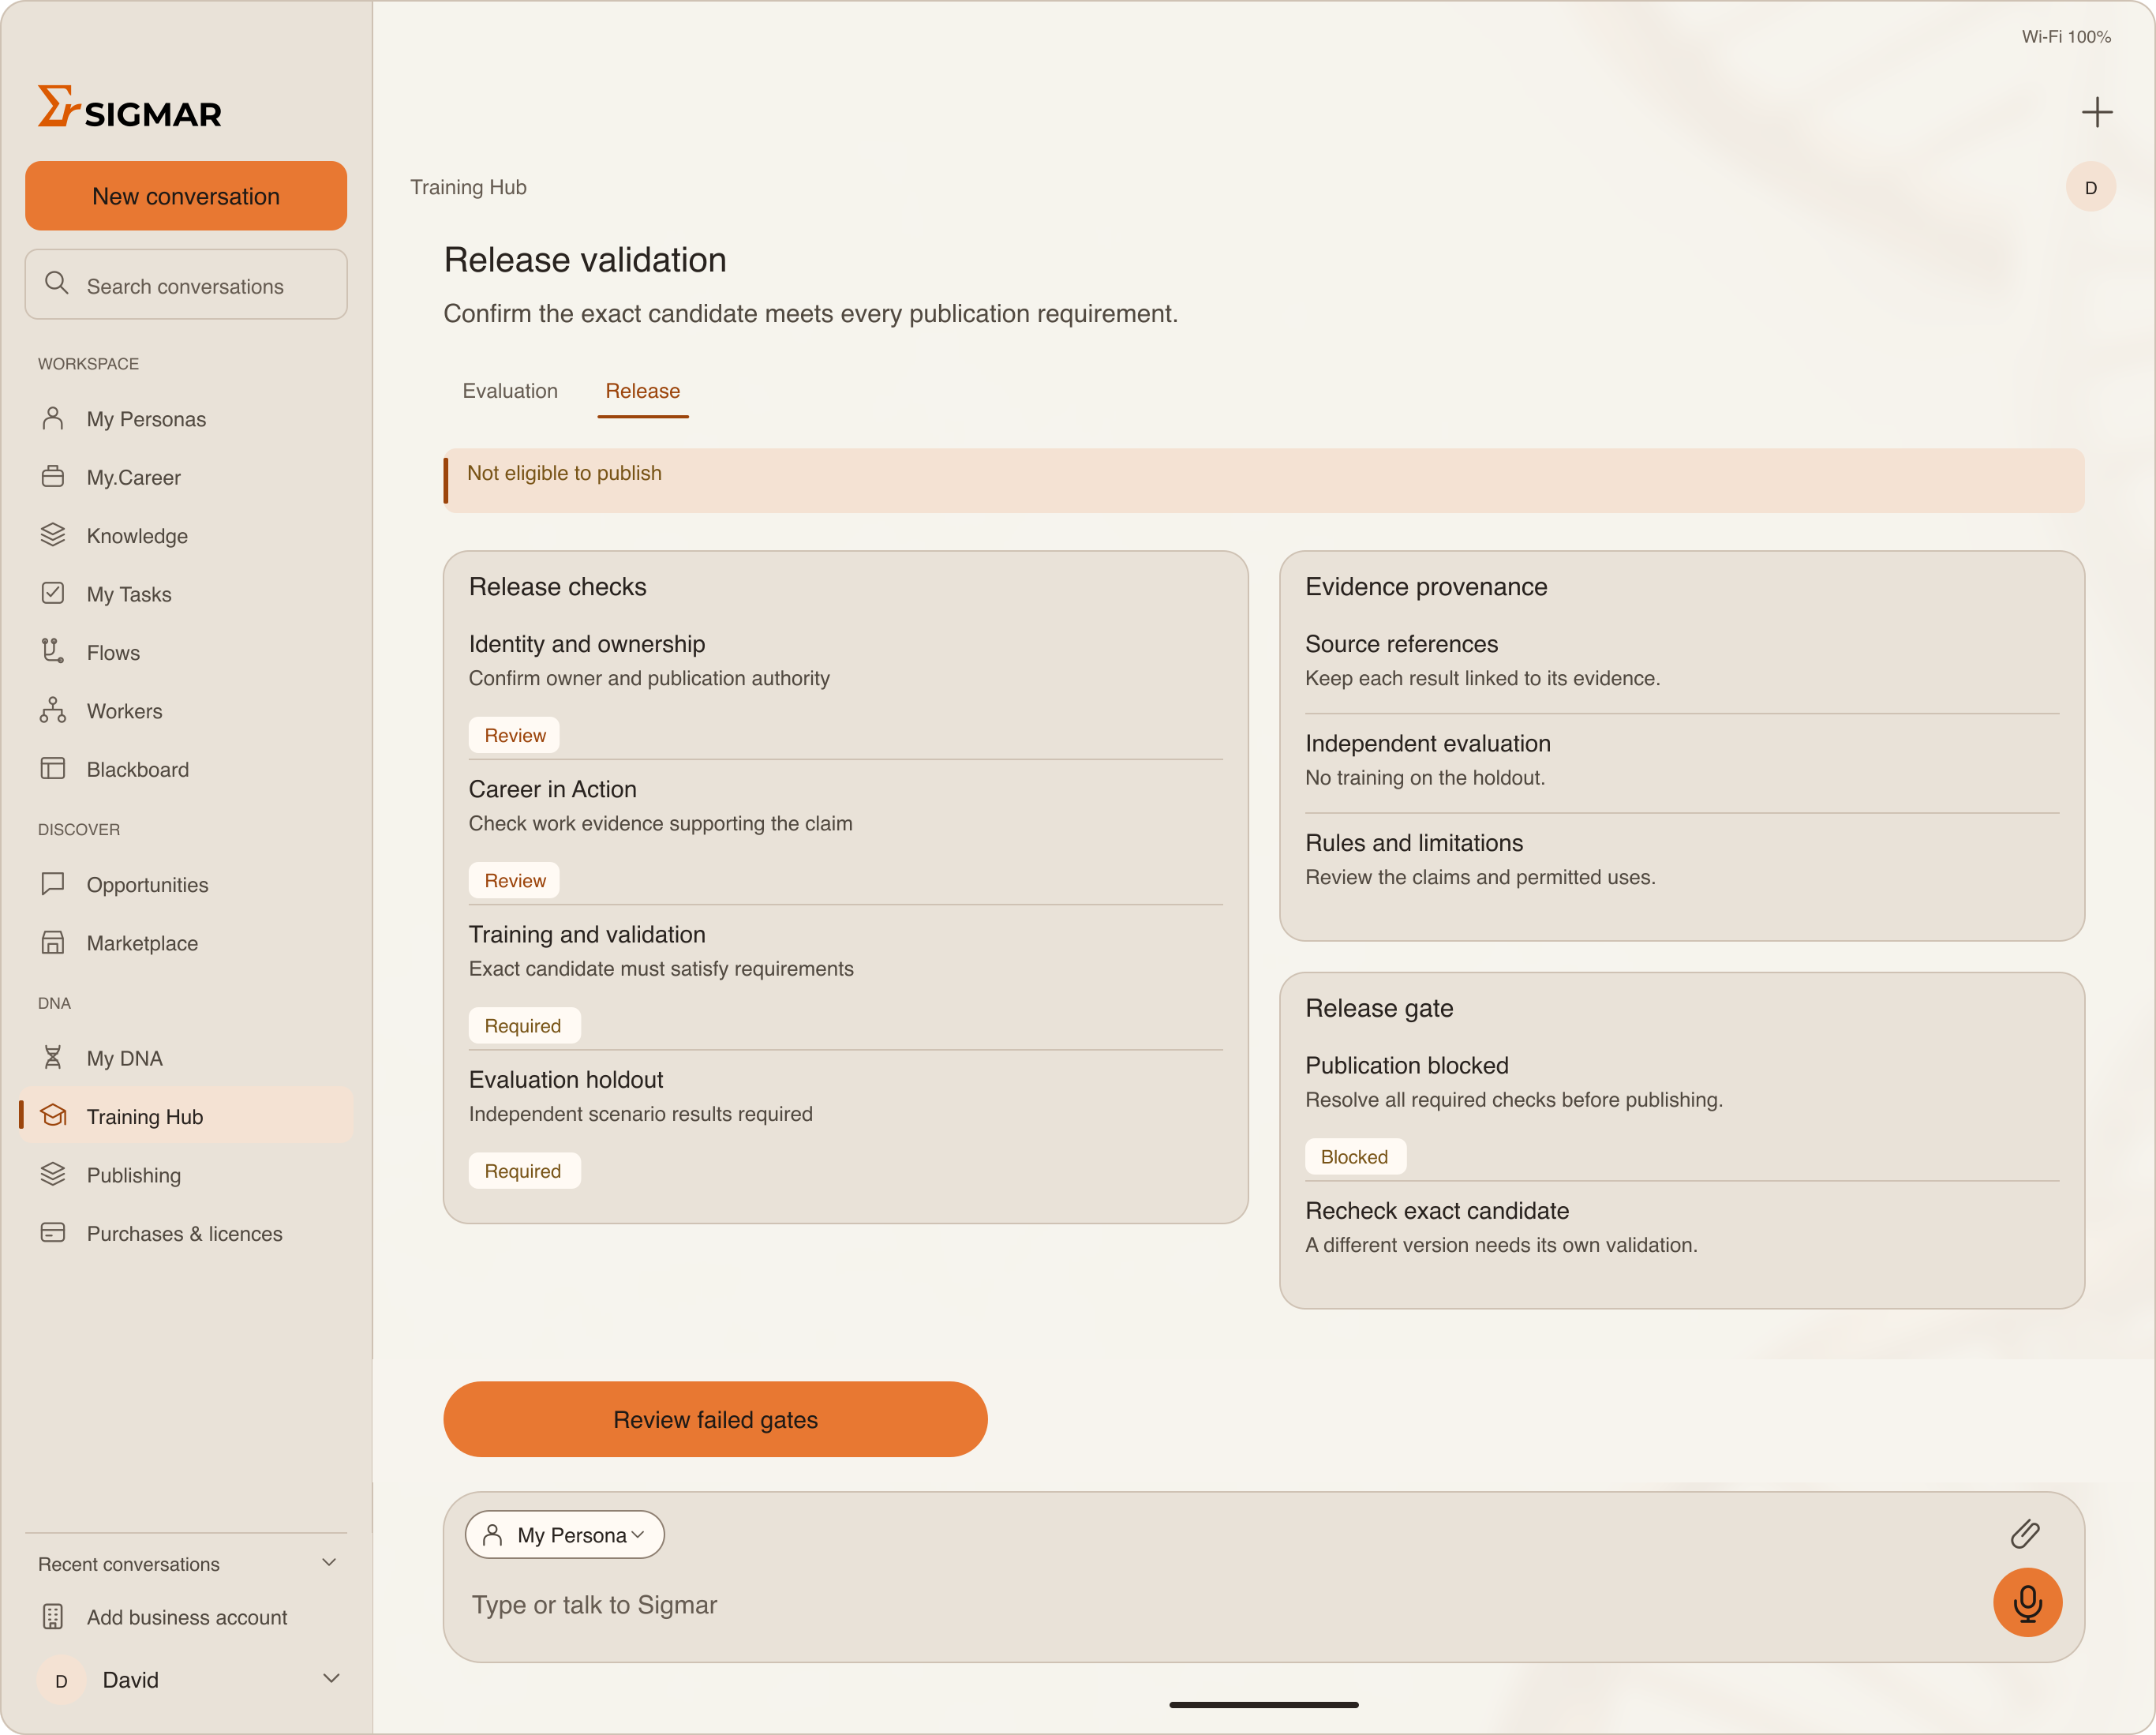 Wi-Fi 100%
Σr SIGMAR
New conversation
Search conversations
WORKSPACE
My Personas
My.Career
Knowledge
My Tasks
Flows
Workers
Blackboard
DISCOVER
Opportunities
Marketplace
DNA
My DNA
Training Hub
Publishing
Purchases & licences
Recent conversations
Add business account
D
David
Training Hub
D
Release validation
Confirm the exact candidate meets every publication requirement.
Evaluation
Release
Not eligible to publish
Release checks
Identity and ownership
Confirm owner and publication authority
Review
Career in Action
Check work evidence supporting the claim
Review
Training and validation
Exact candidate must satisfy requirements
Required
Evaluation holdout
Independent scenario results required
Required
Evidence provenance
Source references
Keep each result linked to its evidence.
Independent evaluation
No training on the holdout.
Rules and limitations
Review the claims and permitted uses.
Release gate
Publication blocked
Resolve all required checks before publishing.
Blocked
Recheck exact candidate
A different version needs its own validation.
Review failed gates
My Persona
Type or talk to Sigmar